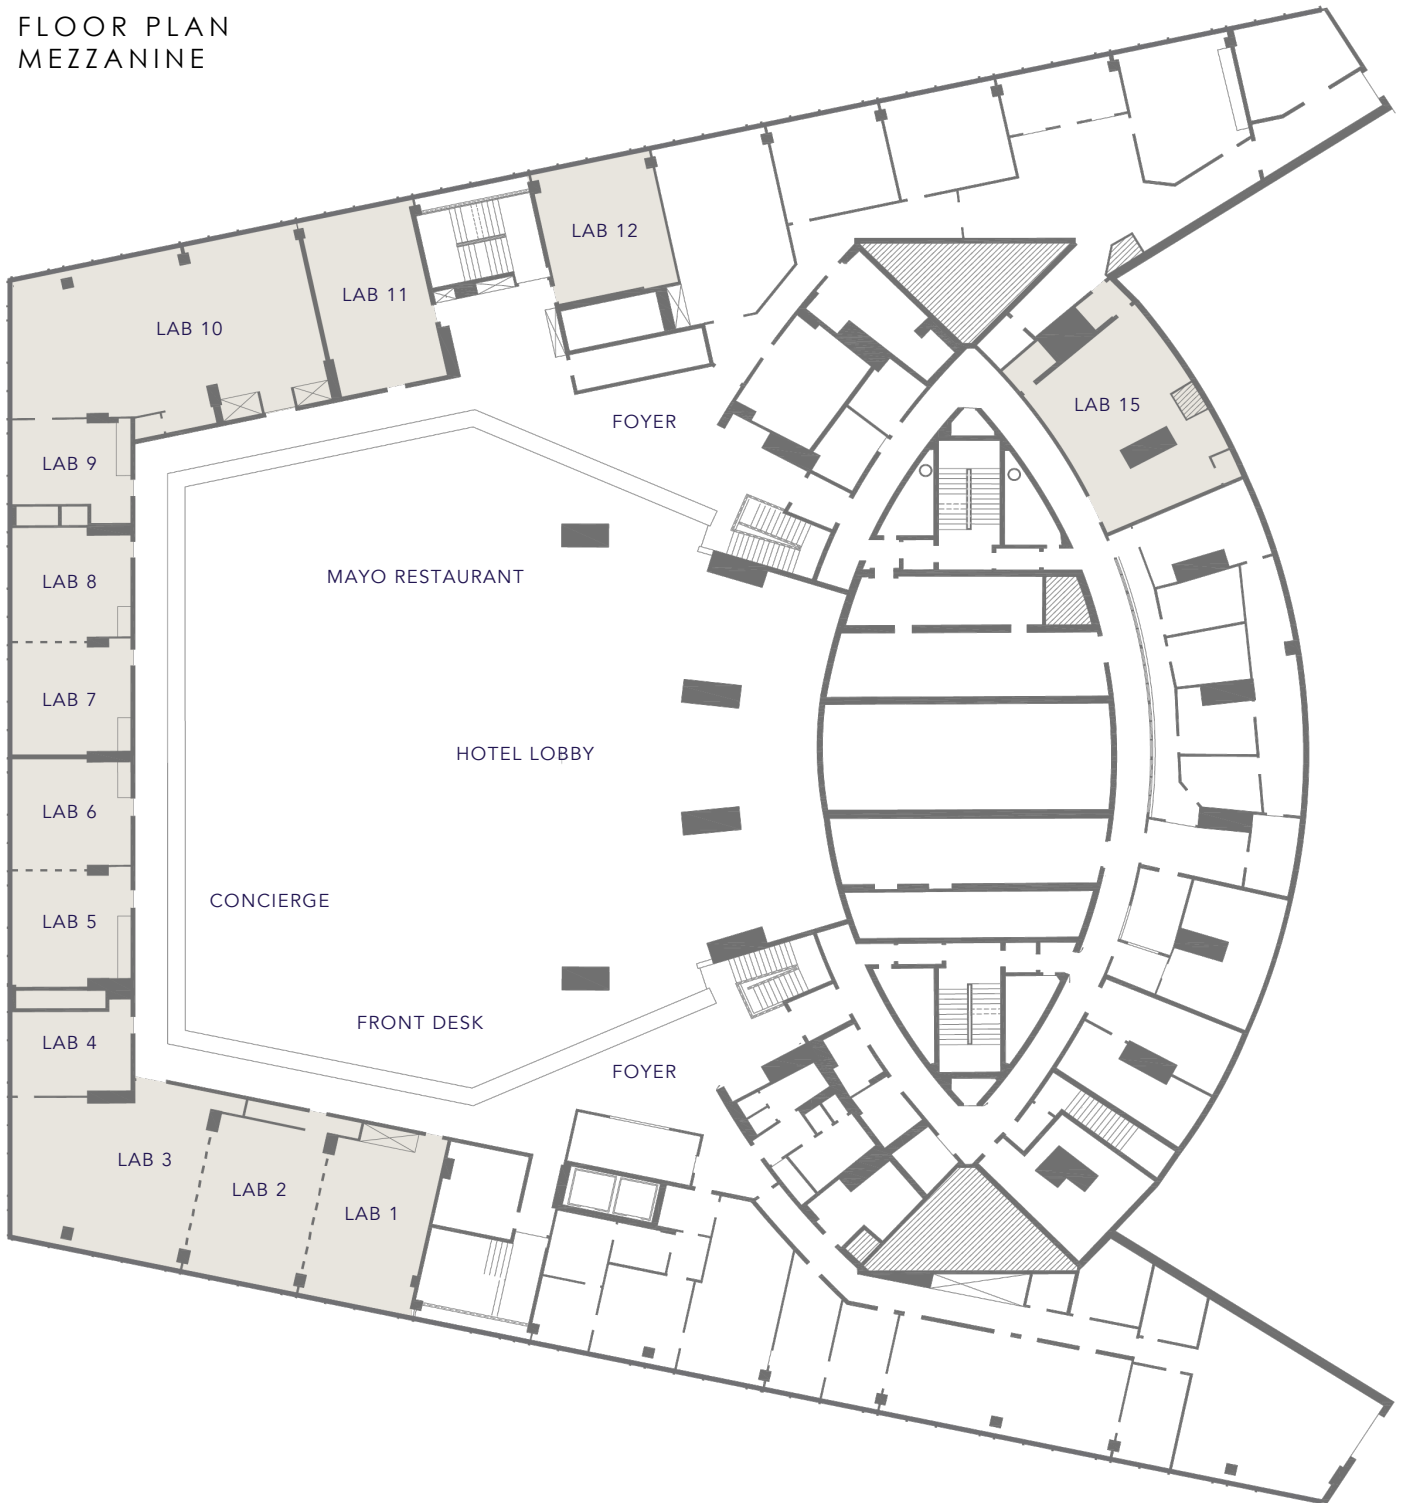 FLOOR PLAN
MEZZANINE
LAB 12
LAB 11
LAB 10
LAB 15
FOYER
LAB 9
LAB 8
MAYO RESTAURANT
LAB 7
HOTEL LOBBY
LAB 6
CONCIERGE
LAB 5
FRONT DESK
LAB 4
FOYER
LAB 3
LAB 2
LAB 1